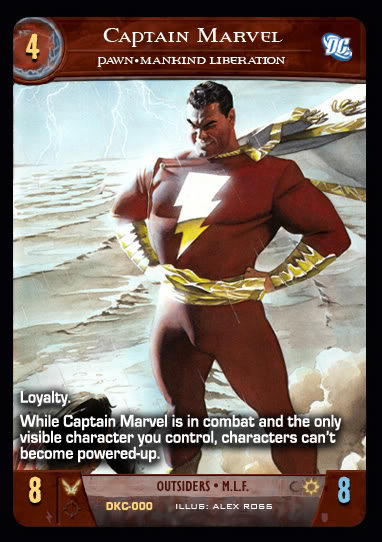 4
Captain Marvel
DC
Pawn•Mankind Liberation
Loyalty.
While Captain Marvel is in combat and the only
visible character you control, characters can't
become powered-up.
8
OUTSIDERS • M.L.F.
C
8
DKC-000 ILLUS: ALEX ROSS